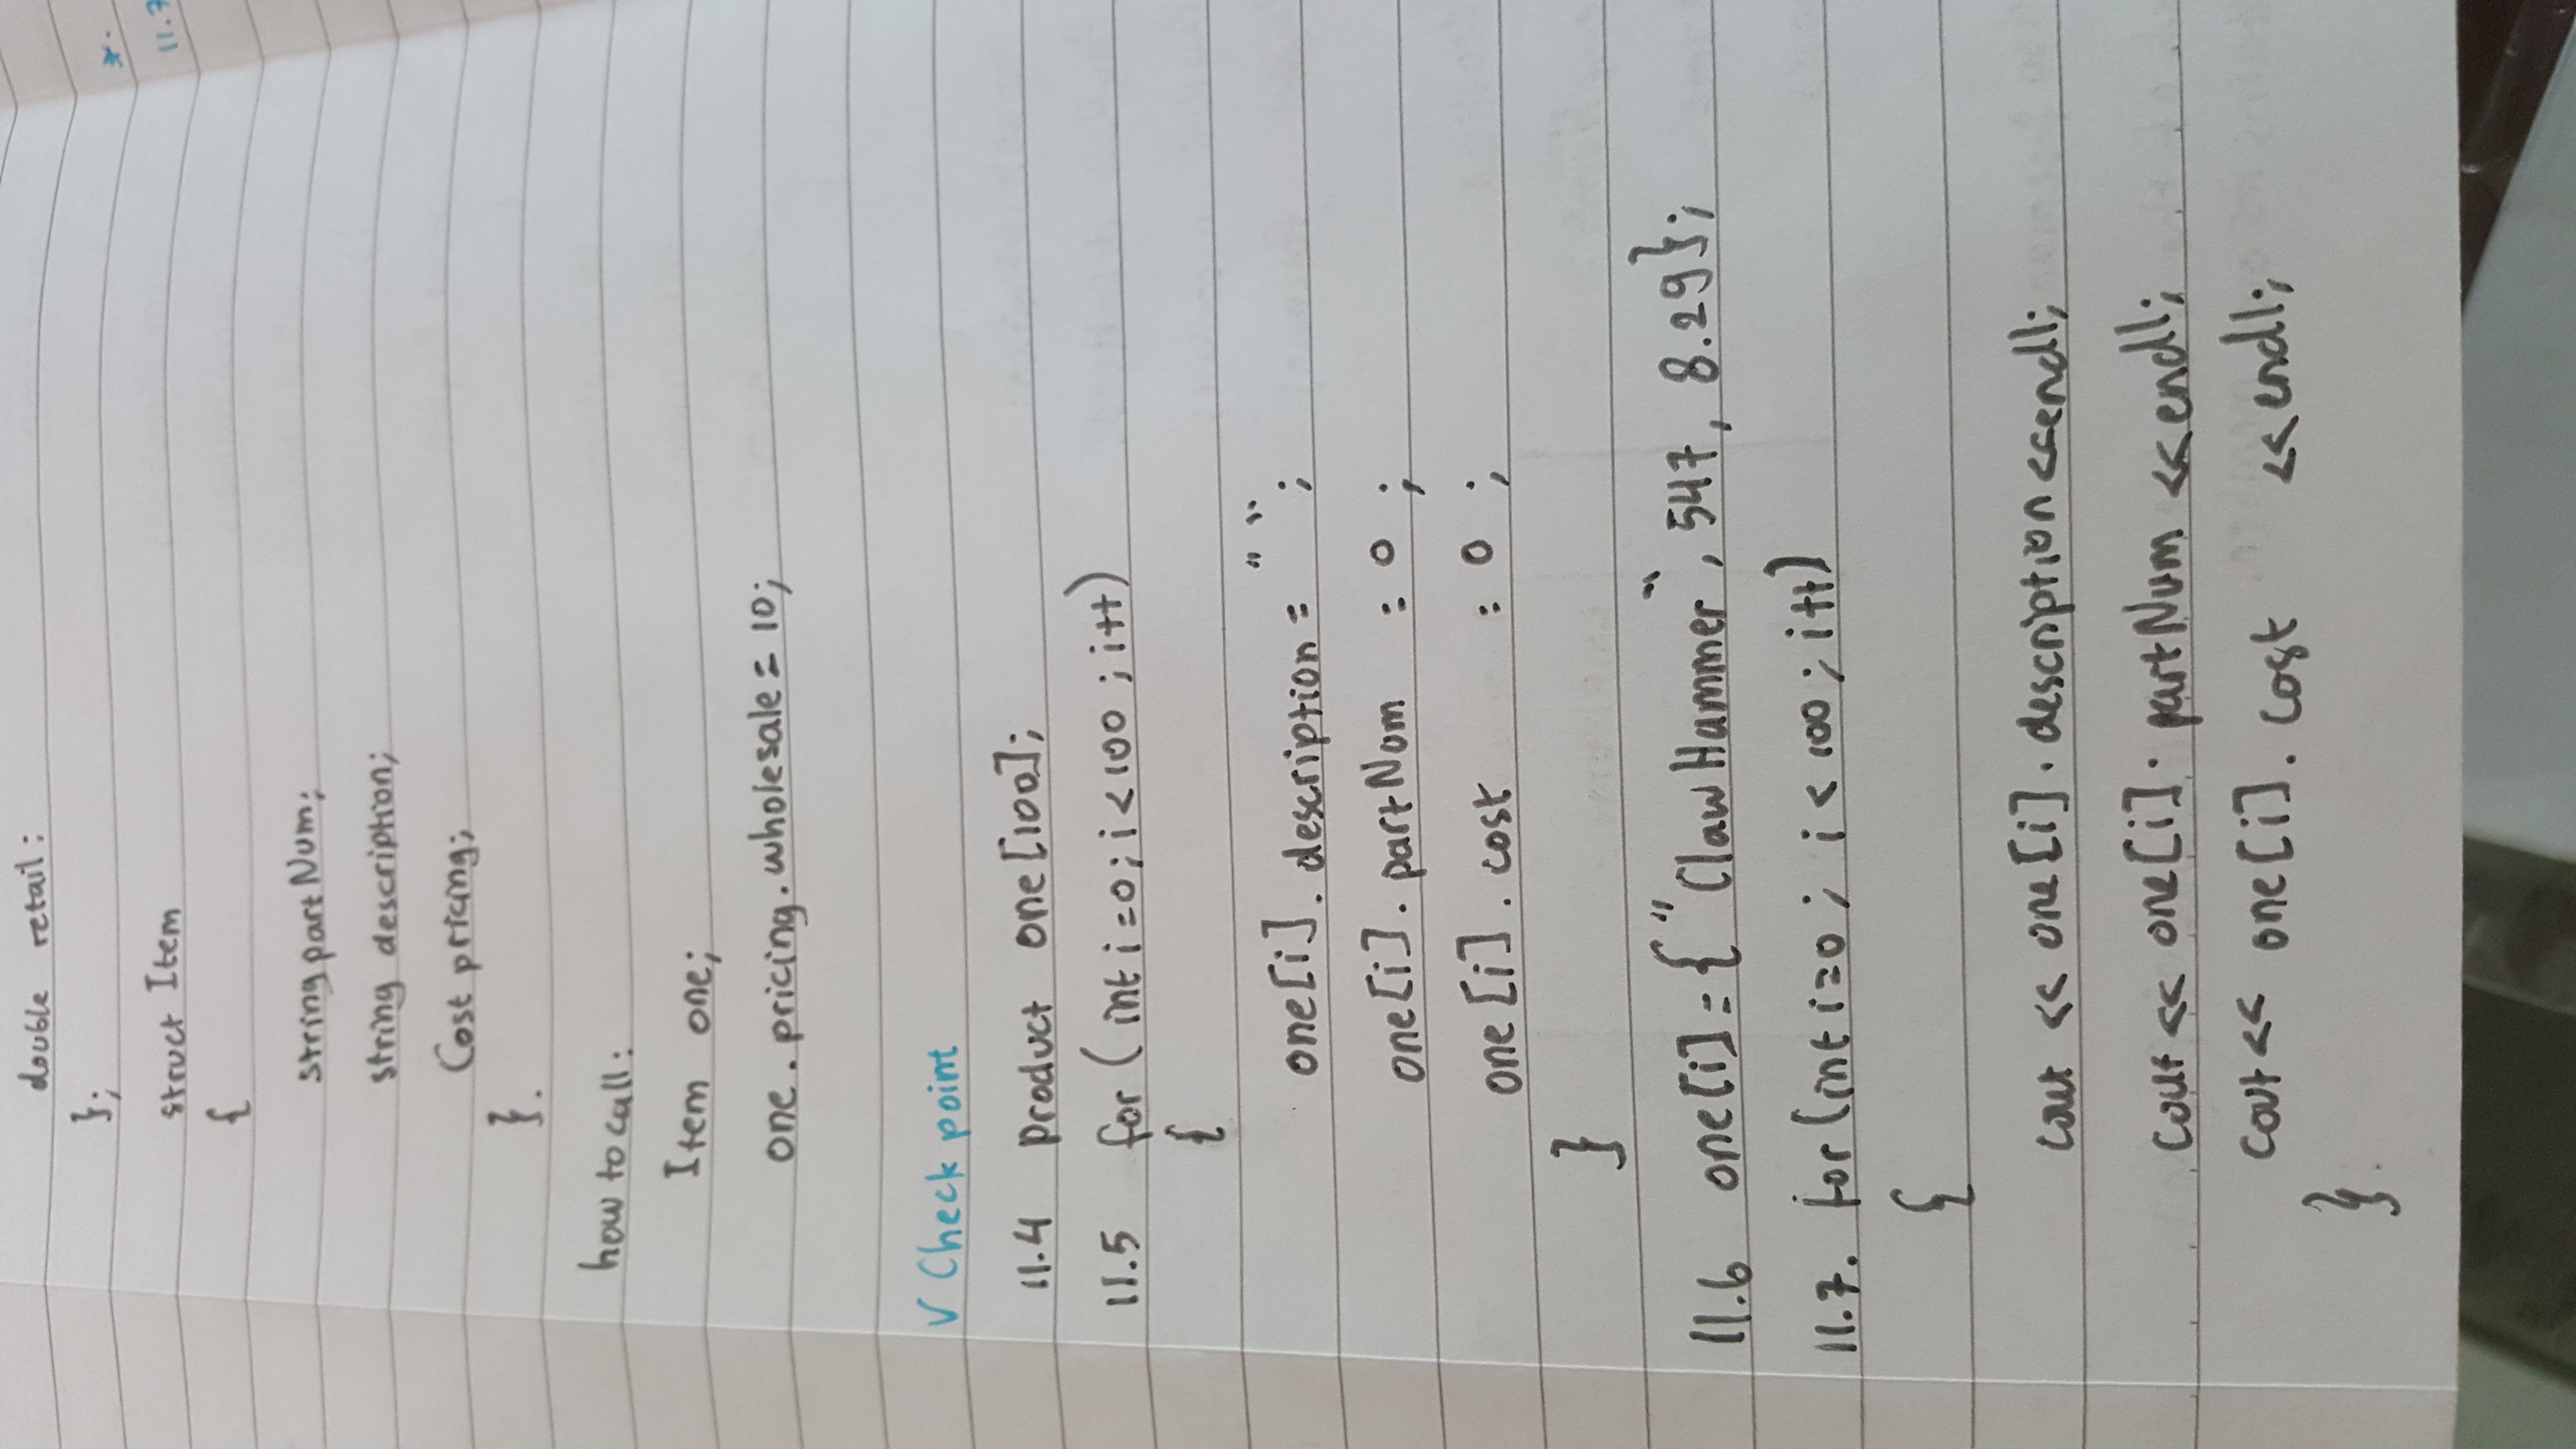 double retail:
};
struct Item
{
string partNum;
string description;
Cost pricing;
}.
how to call:
Item one;
one.pricing.wholesale = 10;
√ Check point
11.4 product one[100];
11.5 for (int i=0; i<100 ; i++)
{
one[i]. description = " ";
one[i]. partNum = 0 ;
one[i]. cost = 0 ;
}
11.6 one[i]={"Claw Hammer", 547, 8.29};
11.7. for (int i=0 ; i < 100 ; i++)
{
cout << one[i]. description <<endl;
cout << one[i]. partNum <<endl;
cout << one[i]. cost <<endl;
}.
*.
11.7